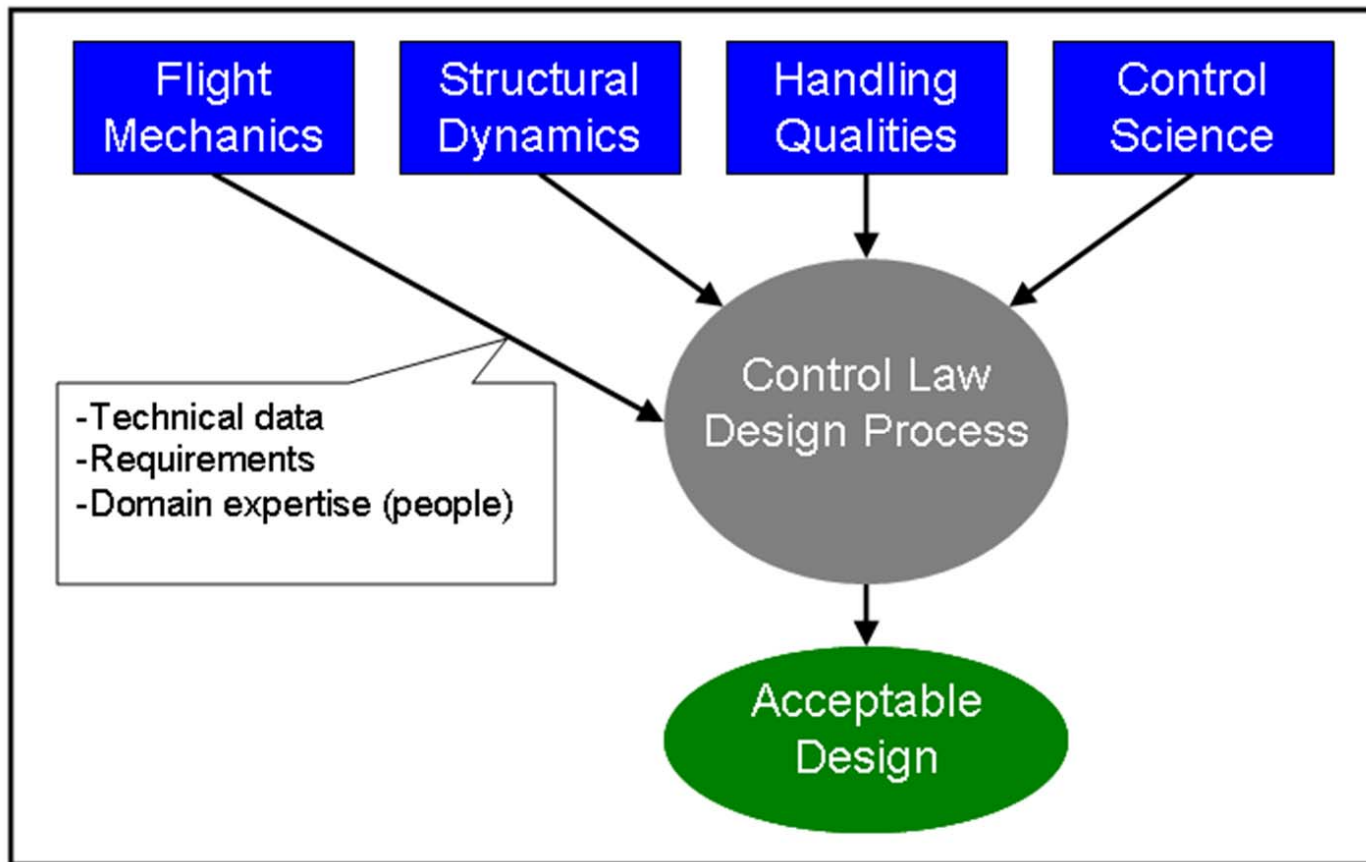 Flight
Mechanics
Structural
Dynamics
Handling
Qualities
Control
Science
-Technical data
-Requirements
-Domain expertise (people)
Control Law
Design Process
Acceptable
Design